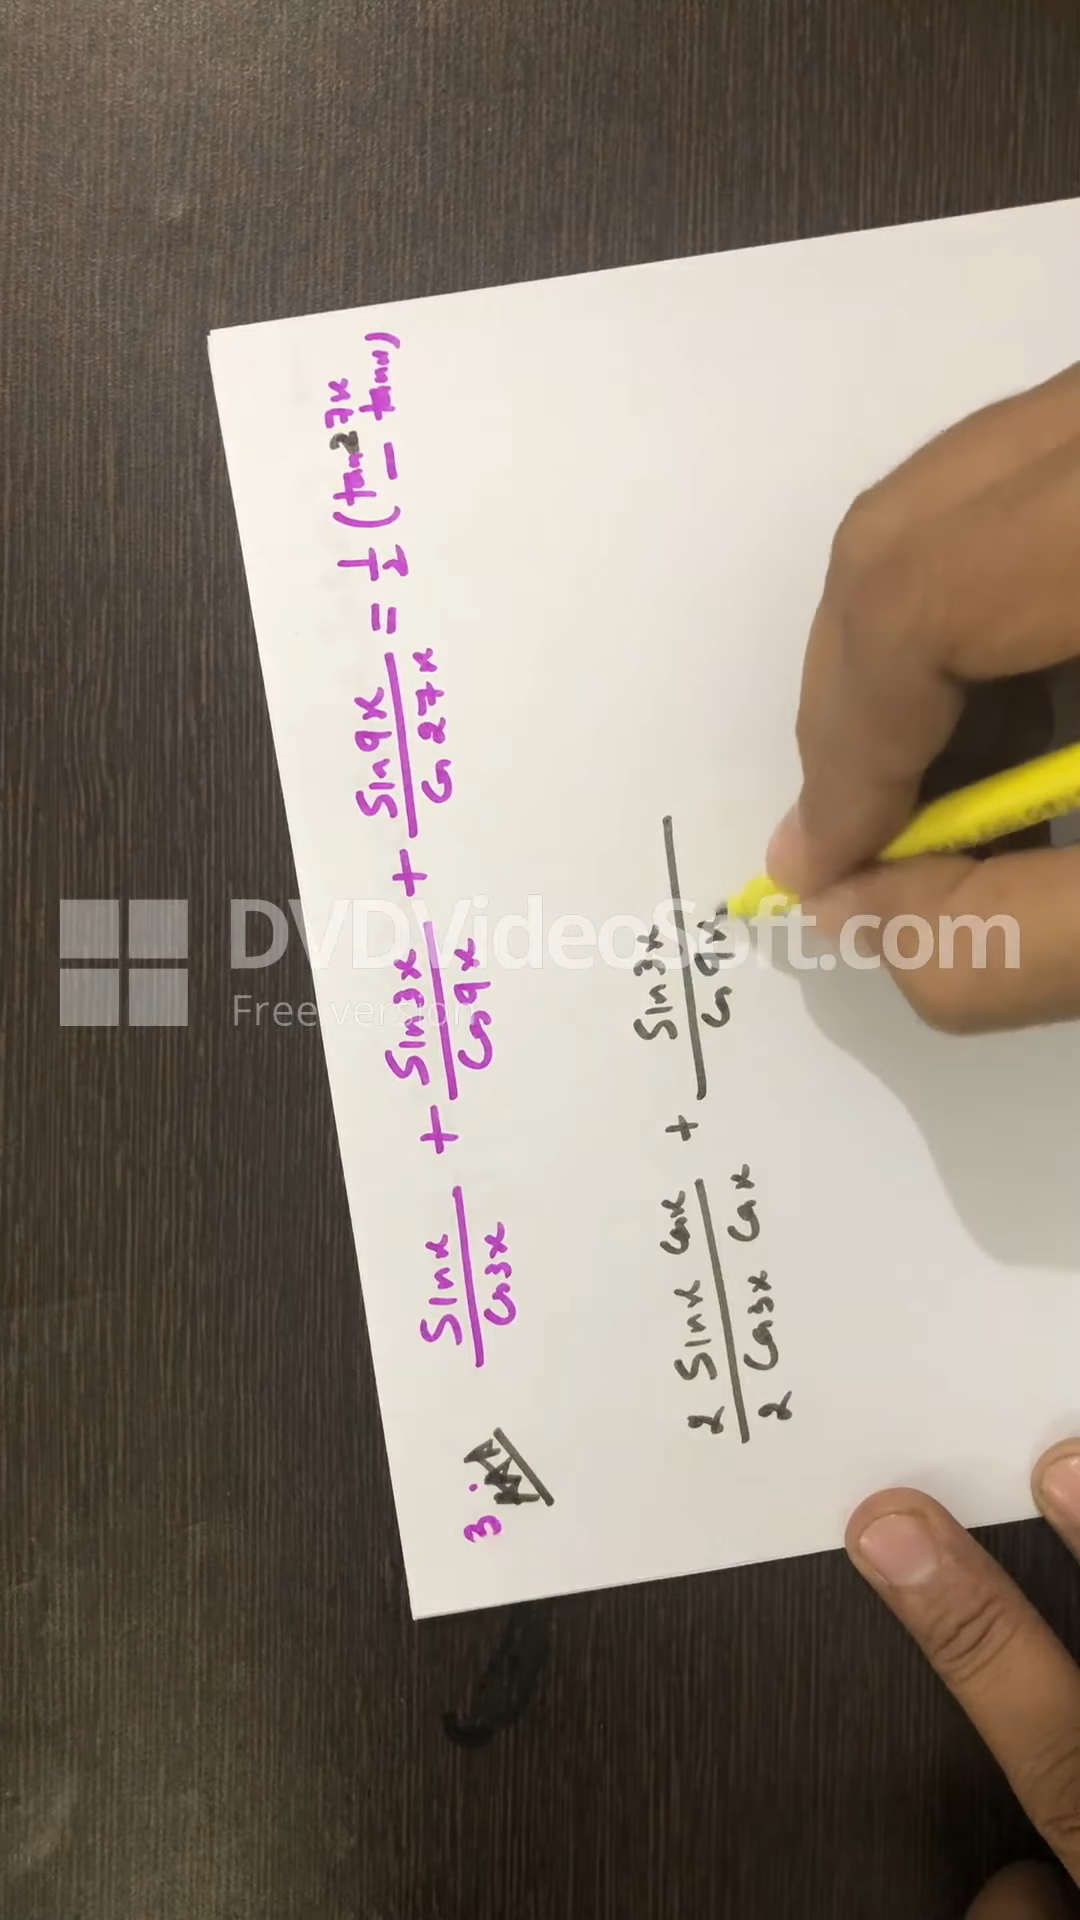 3. sinx/cos3x + sin3x/cos9x + sin9x/cos27x = 1/2 (tan27x − tanx)
2 sinx cosx / 2 cos3x cosx + sin3x / cos9x
DVDVideoSoft.com
Free version